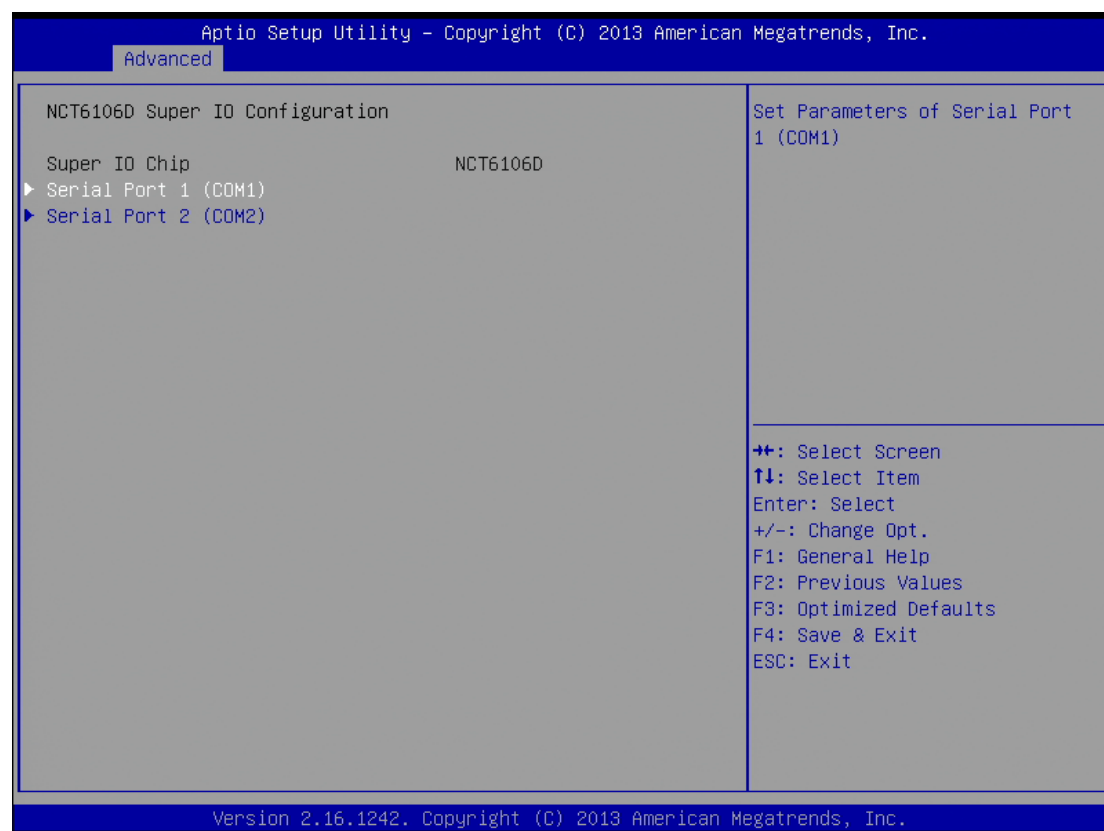 Aptio Setup Utility – Copyright (C) 2013 American Megatrends, Inc.
Advanced
NCT6106D Super IO Configuration
Super IO Chip NCT6106D
Serial Port 1 (COM1)
Serial Port 2 (COM2)
Set Parameters of Serial Port
1 (COM1)
→←: Select Screen
↑↓: Select Item
Enter: Select
+/-: Change Opt.
F1: General Help
F2: Previous Values
F3: Optimized Defaults
F4: Save & Exit
ESC: Exit
Version 2.16.1242. Copyright (C) 2013 American Megatrends, Inc.